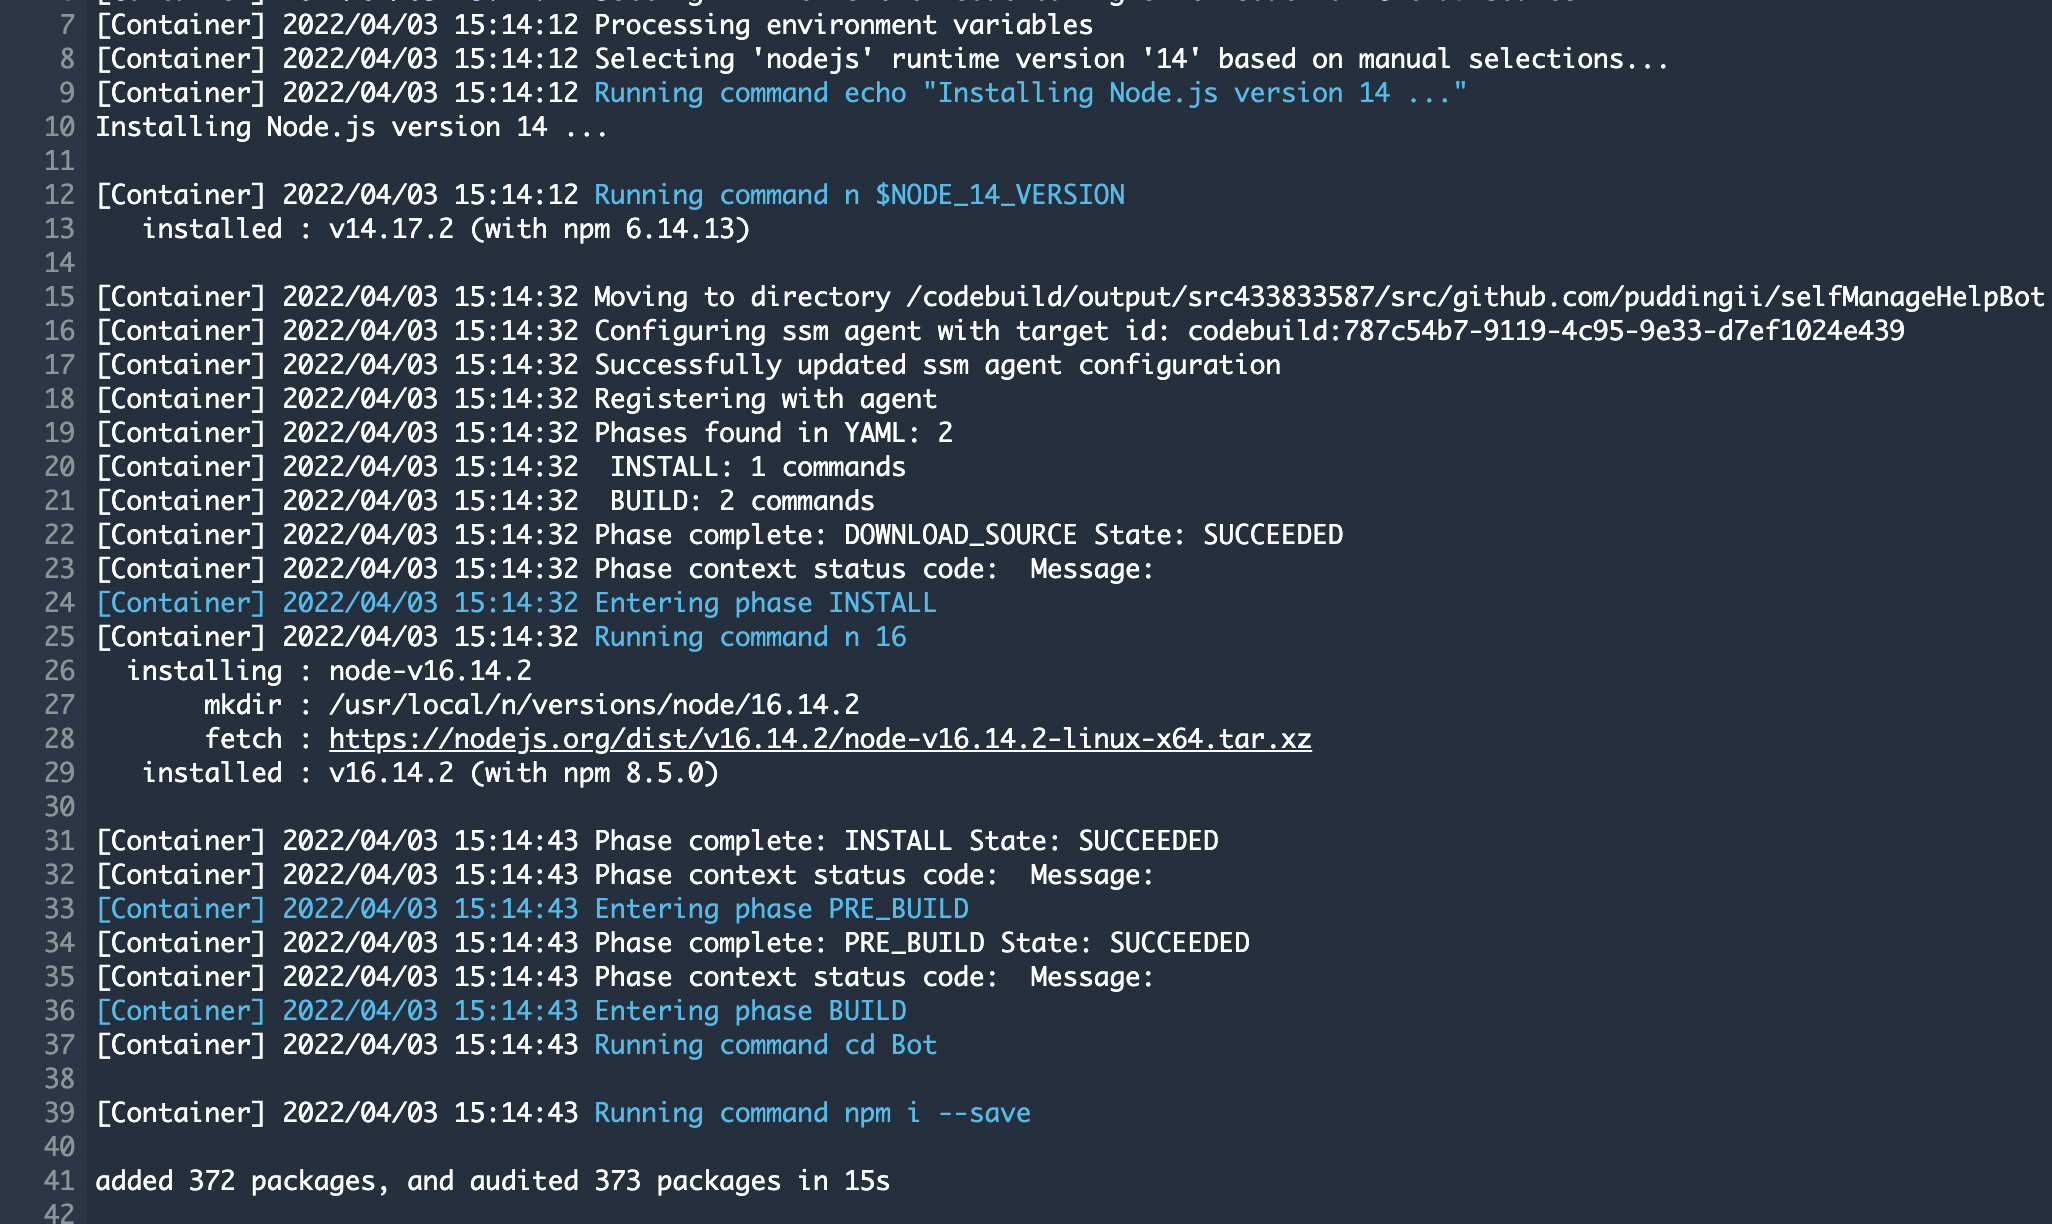 7 [Container] 2022/04/03 15:14:12 Processing environment variables
8 [Container] 2022/04/03 15:14:12 Selecting 'nodejs' runtime version '14' based on manual selections...
9 [Container] 2022/04/03 15:14:12 Running command echo "Installing Node.js version 14 ..."
10 Installing Node.js version 14 ...
11
12 [Container] 2022/04/03 15:14:12 Running command n $NODE_14_VERSION
13    installed : v14.17.2 (with npm 6.14.13)
14
15 [Container] 2022/04/03 15:14:32 Moving to directory /codebuild/output/src433833587/src/github.com/puddingii/selfManageHelpBot
16 [Container] 2022/04/03 15:14:32 Configuring ssm agent with target id: codebuild:787c54b7-9119-4c95-9e33-d7ef1024e439
17 [Container] 2022/04/03 15:14:32 Successfully updated ssm agent configuration
18 [Container] 2022/04/03 15:14:32 Registering with agent
19 [Container] 2022/04/03 15:14:32 Phases found in YAML: 2
20 [Container] 2022/04/03 15:14:32  INSTALL: 1 commands
21 [Container] 2022/04/03 15:14:32  BUILD: 2 commands
22 [Container] 2022/04/03 15:14:32 Phase complete: DOWNLOAD_SOURCE State: SUCCEEDED
23 [Container] 2022/04/03 15:14:32 Phase context status code:  Message:
24 [Container] 2022/04/03 15:14:32 Entering phase INSTALL
25 [Container] 2022/04/03 15:14:32 Running command n 16
26   installing : node-v16.14.2
27        mkdir : /usr/local/n/versions/node/16.14.2
28        fetch : https://nodejs.org/dist/v16.14.2/node-v16.14.2-linux-x64.tar.xz
29    installed : v16.14.2 (with npm 8.5.0)
30
31 [Container] 2022/04/03 15:14:43 Phase complete: INSTALL State: SUCCEEDED
32 [Container] 2022/04/03 15:14:43 Phase context status code:  Message:
33 [Container] 2022/04/03 15:14:43 Entering phase PRE_BUILD
34 [Container] 2022/04/03 15:14:43 Phase complete: PRE_BUILD State: SUCCEEDED
35 [Container] 2022/04/03 15:14:43 Phase context status code:  Message:
36 [Container] 2022/04/03 15:14:43 Entering phase BUILD
37 [Container] 2022/04/03 15:14:43 Running command cd Bot
38
39 [Container] 2022/04/03 15:14:43 Running command npm i --save
40
41 added 372 packages, and audited 373 packages in 15s
42